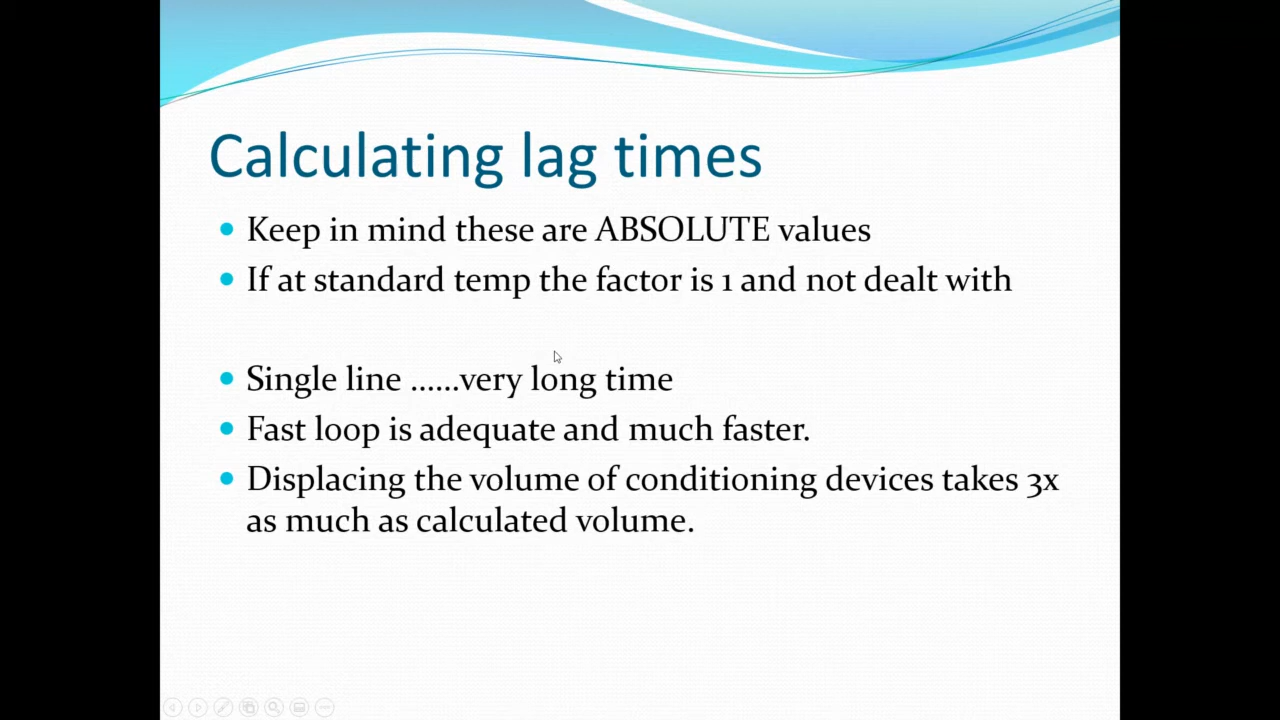 Calculating lag times
Keep in mind these are ABSOLUTE values
If at standard temp the factor is 1 and not dealt with
Single line ......very long time
Fast loop is adequate and much faster.
Displacing the volume of conditioning devices takes 3x
as much as calculated volume.